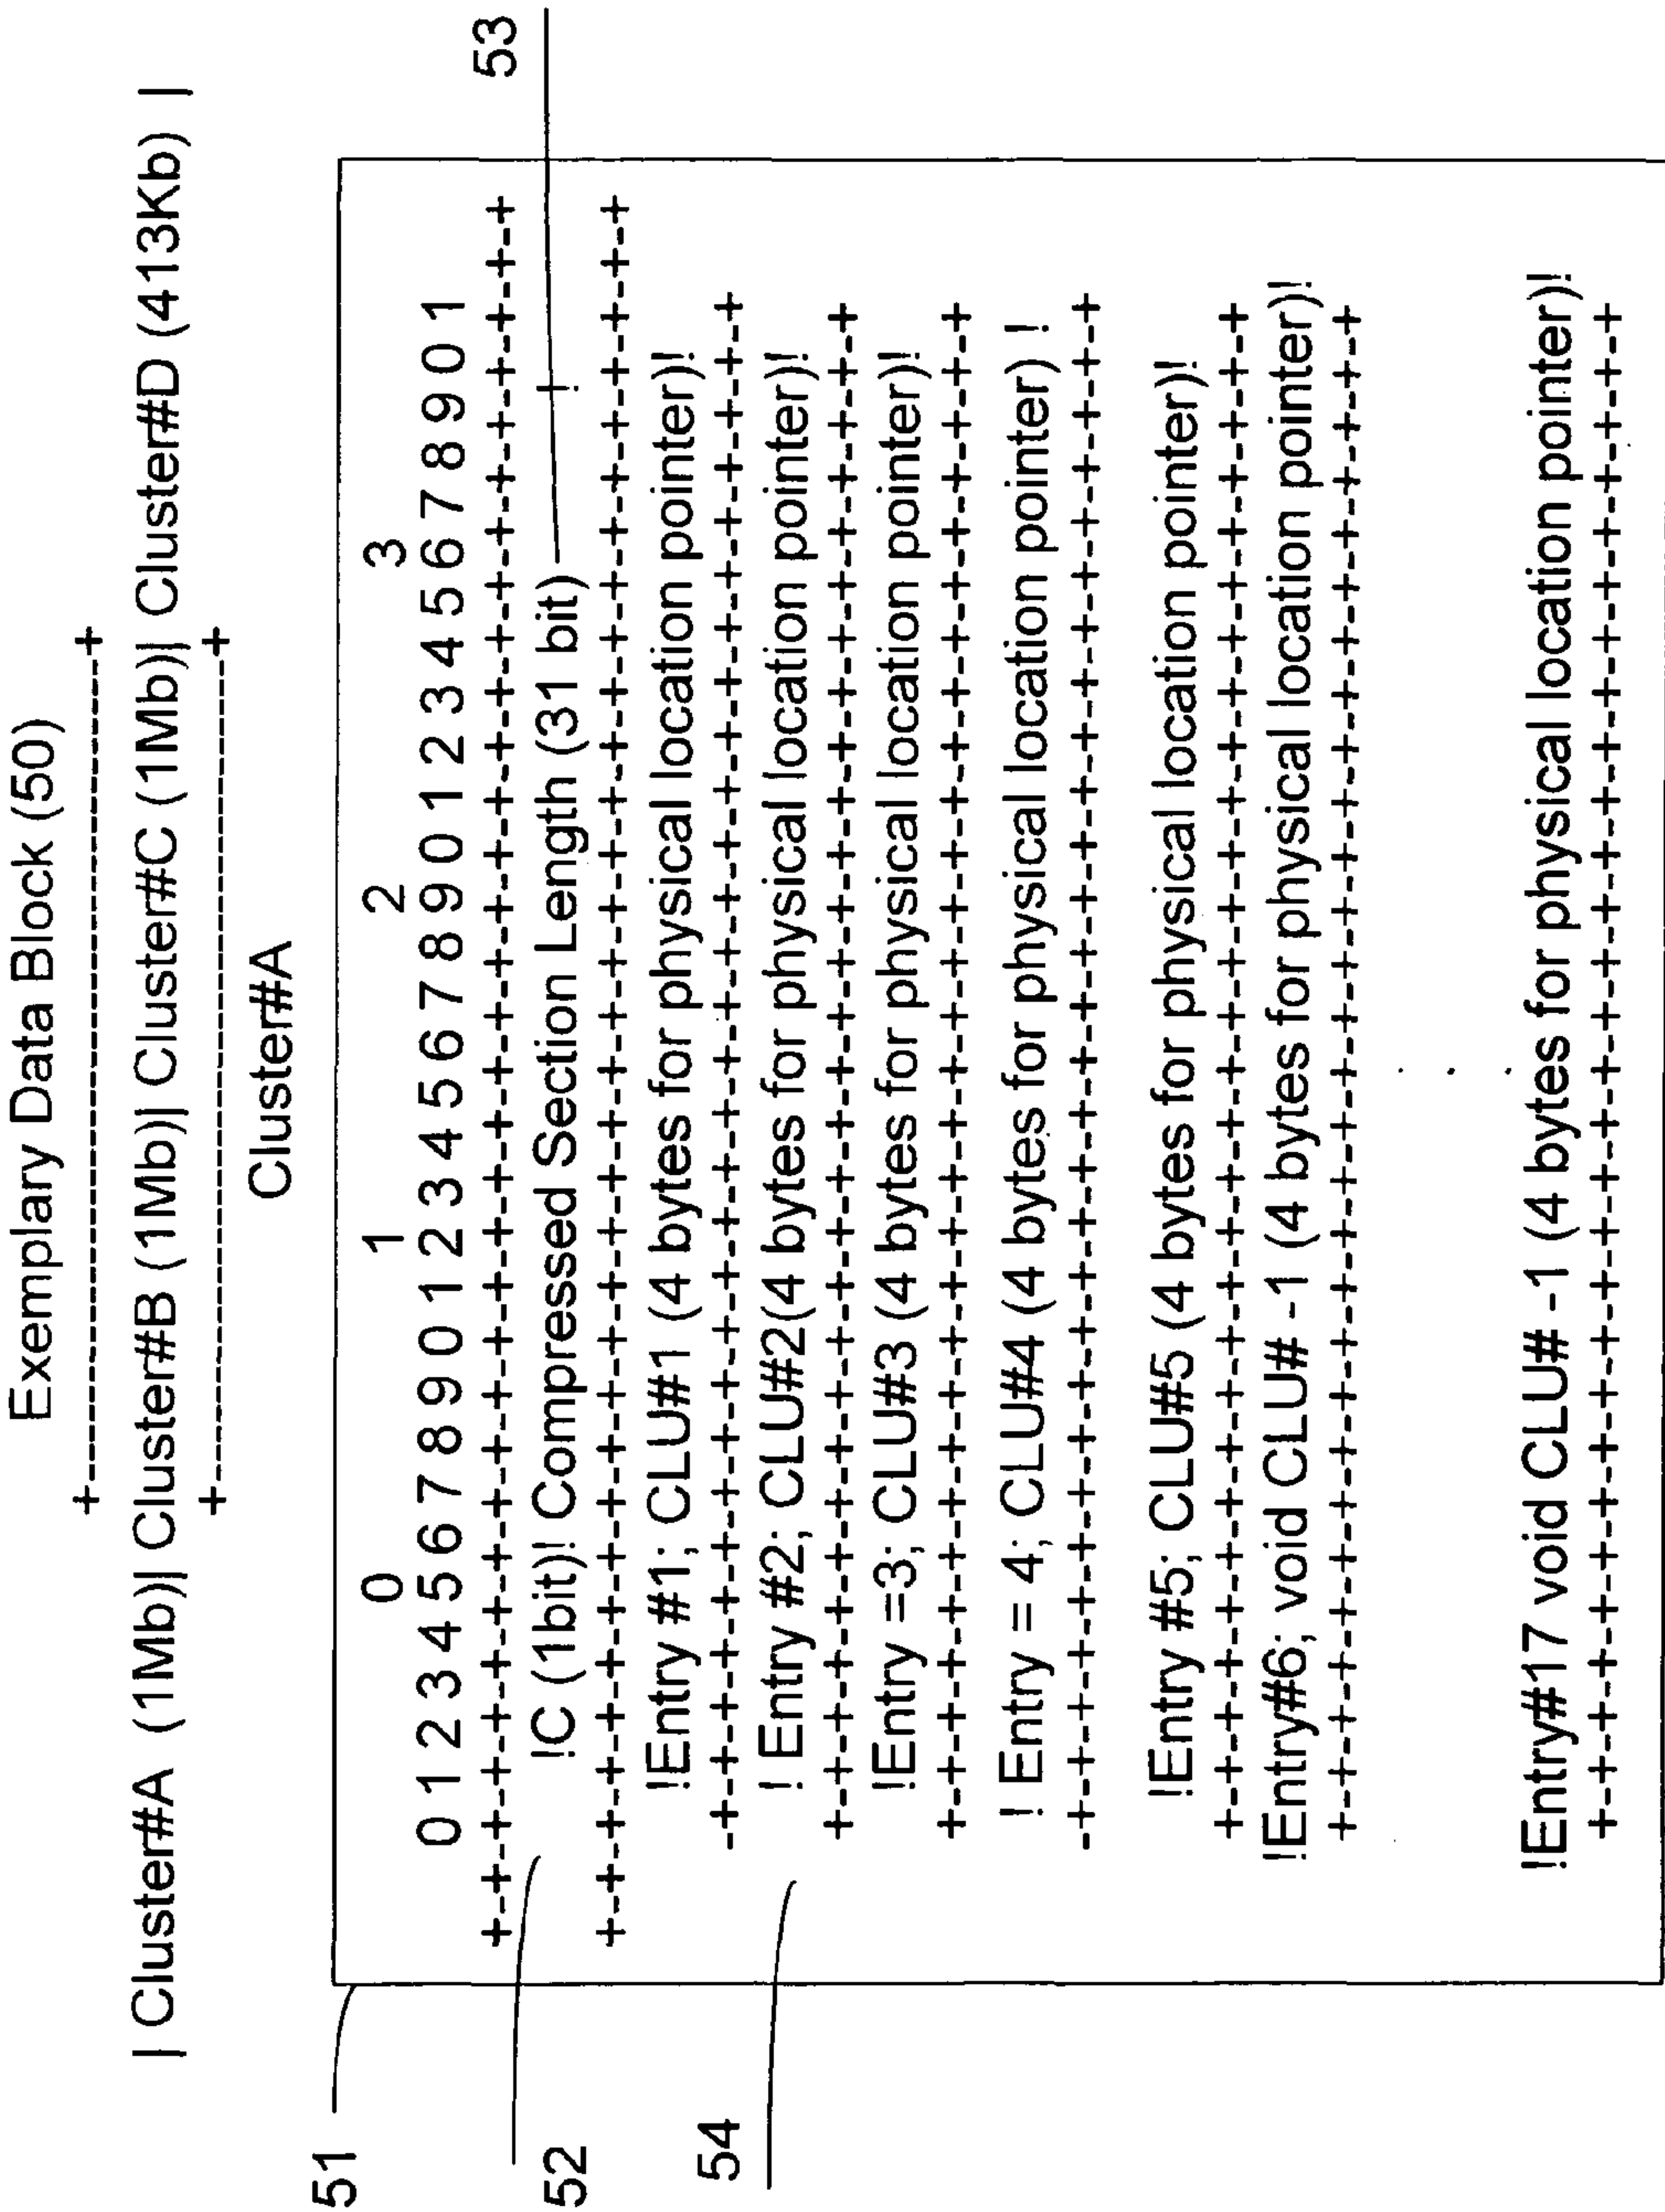 Exemplary Data Block (50)
+-----------------------------------------------+
| Cluster#A (1Mb)| Cluster#B (1Mb)| Cluster#C (1Mb)| Cluster#D (413Kb) |
+-----------------------------------------------+
Cluster#A
51
0 1 2 3
0 1 2 3 4 5 6 7 8 9 0 1 2 3 4 5 6 7 8 9 0 1 2 3 4 5 6 7 8 9 0 1
+-+-+-+-+-+-+-+-+-+-+-+-+-+-+-+-+-+-+-+-+-+-+-+-+-+-+-+-+-+-+-+-+
52
!C (1bit)! Compressed Section Length (31 bit) !
53
+-+-+-+-+-+-+-+-+-+-+-+-+-+-+-+-+-+-+-+-+-+-+-+-+-+-+-+-+-+-+-+-+
!Entry #1; CLU#1 (4 bytes for physical location pointer)!
-+-+-+-+-+-+-+-+-+-+-+-+-+-+-+-+-+-+-+-+-+-+-+-+-+-+-+-+-+
54
! Entry #2; CLU#2(4 bytes for physical location pointer)!
+-+-+-+-+-+-+-+-+-+-+-+-+-+-+-+-+-+-+-+-+-+-+-+-+-+-+-+-+-+
!Entry =3; CLU#3 (4 bytes for physical location pointer)!
+-+-+-+-+-+-+-+-+-+-+-+-+-+-+-+-+-+-+-+-+-+-+-+-+-+-+-+-+-+
! Entry = 4; CLU#4 (4 bytes for physical location pointer) !
-+-+-+-+-+-+-+-+-+-+-+-+-+-+-+-+-+-+-+-+-+-+-+-+-+-+-+-+-+
!Entry #5; CLU#5 (4 bytes for physical location pointer)!
+-+-+-+-+-+-+-+-+-+-+-+-+-+-+-+-+-+-+-+-+-+-+-+-+-+-+-+-+-+
!Entry#6; void CLU# -1 (4 bytes for physical location pointer)!
+-+-+-+-+-+-+-+-+-+-+-+-+-+-+-+-+-+-+-+-+-+-+-+-+-+-+-+-+-+
.
.
.
!Entry#17 void CLU# -1 (4 bytes for physical location pointer)!
+-+-+-+-+-+-+-+-+-+-+-+-+-+-+-+-+-+-+-+-+-+-+-+-+-+-+-+-+-+